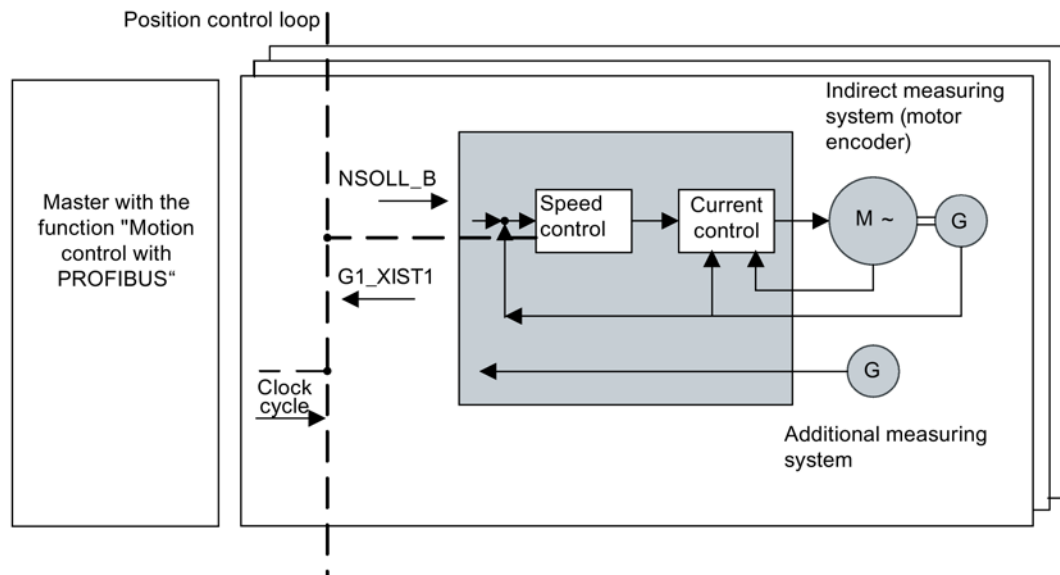 Position control loop
Master with the
function "Motion
control with
PROFIBUS“
NSOLL_B
G1_XIST1
Clock
cycle
Speed
control
Current
control
M ~
G
Indirect measuring
system (motor
encoder)
G
Additional measuring
system